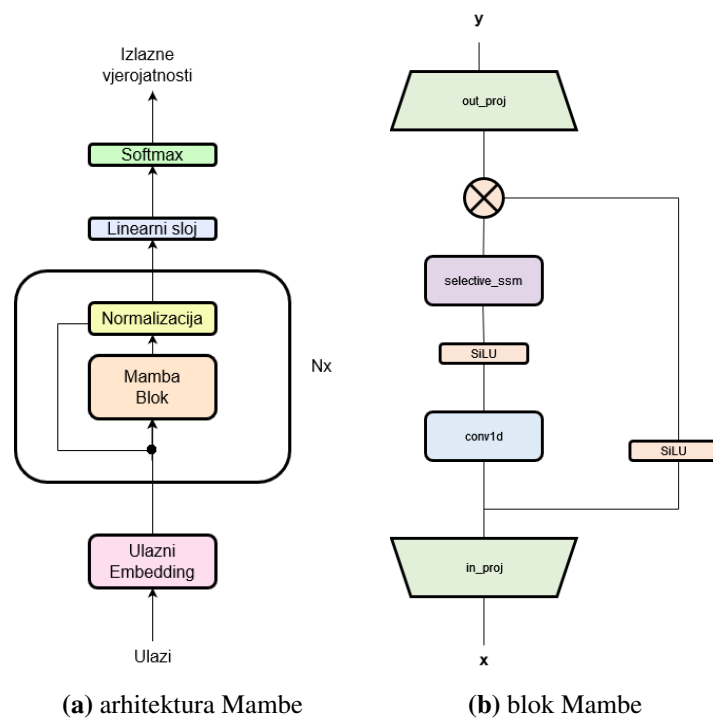 Izlazne
vjerojatnosti
Softmax
Linearni sloj
Normalizacija
Mamba
Blok
Nx
Ulazni
Embedding
Ulazi
(a) arhitektura Mambe
y
out_proj
selective_ssm
SiLU
conv1d
SiLU
in_proj
x
(b) blok Mambe